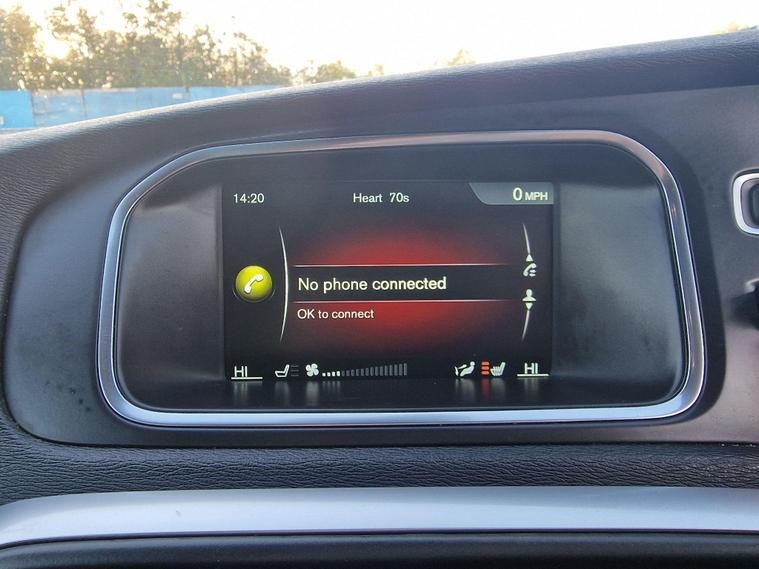 14:20
Heart 70s
0 MPH
No phone connected
OK to connect
HI
HI